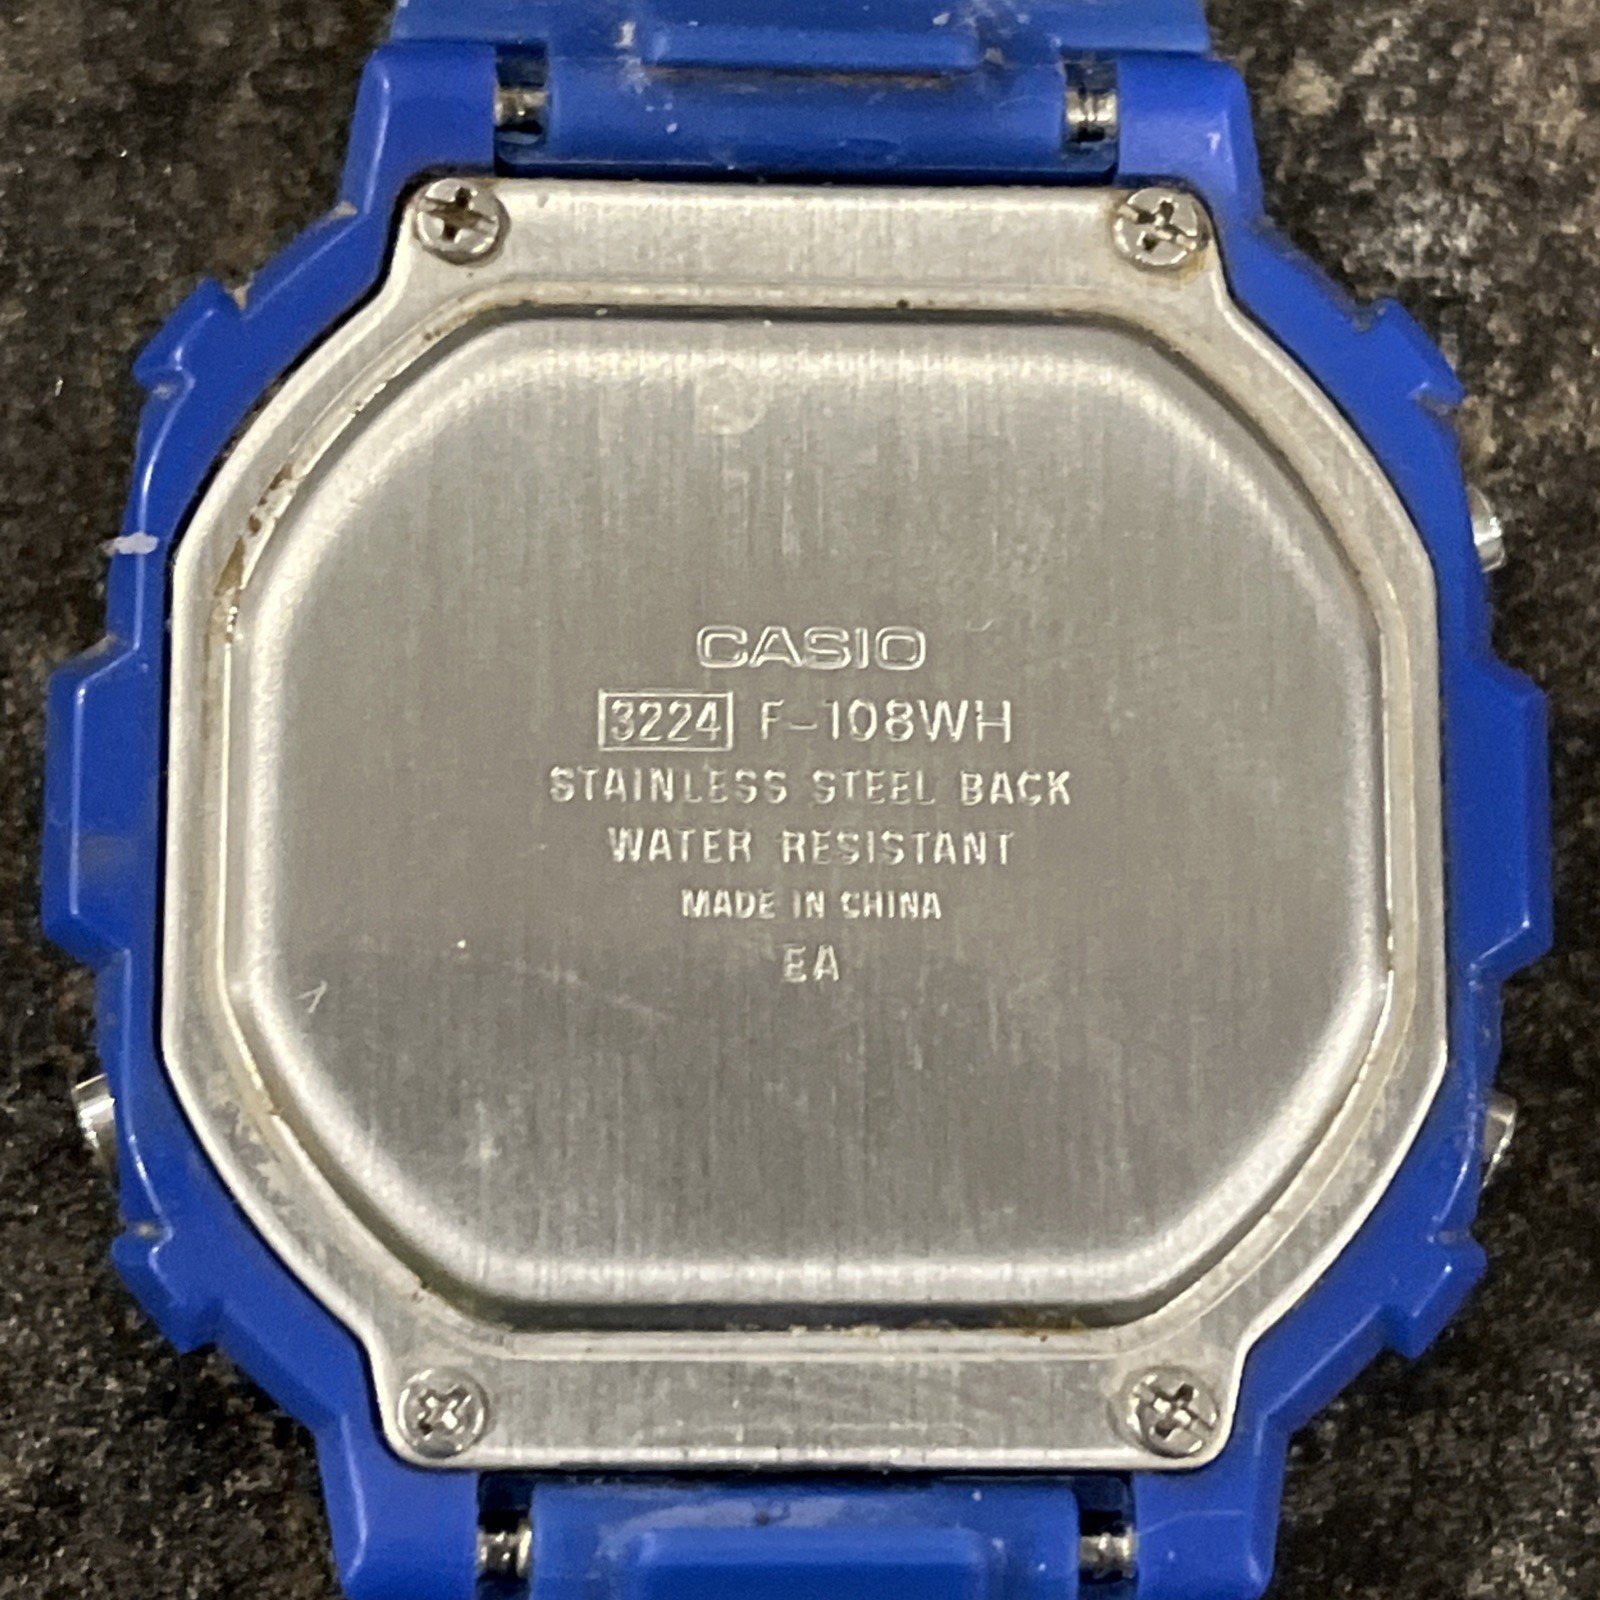 CASIO
3224 F-108WH
STAINLESS STEEL BACK
WATER RESISTANT
MADE IN CHINA
EA